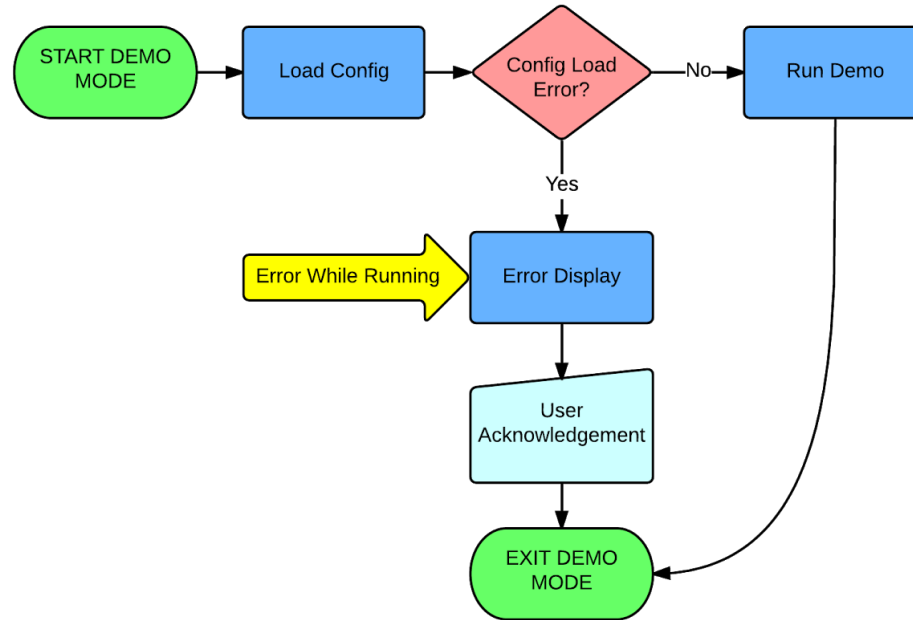 START DEMO
MODE
Load Config
Config Load
Error?
No
Run Demo
Yes
Error While Running
Error Display
User
Acknowledgement
EXIT DEMO
MODE